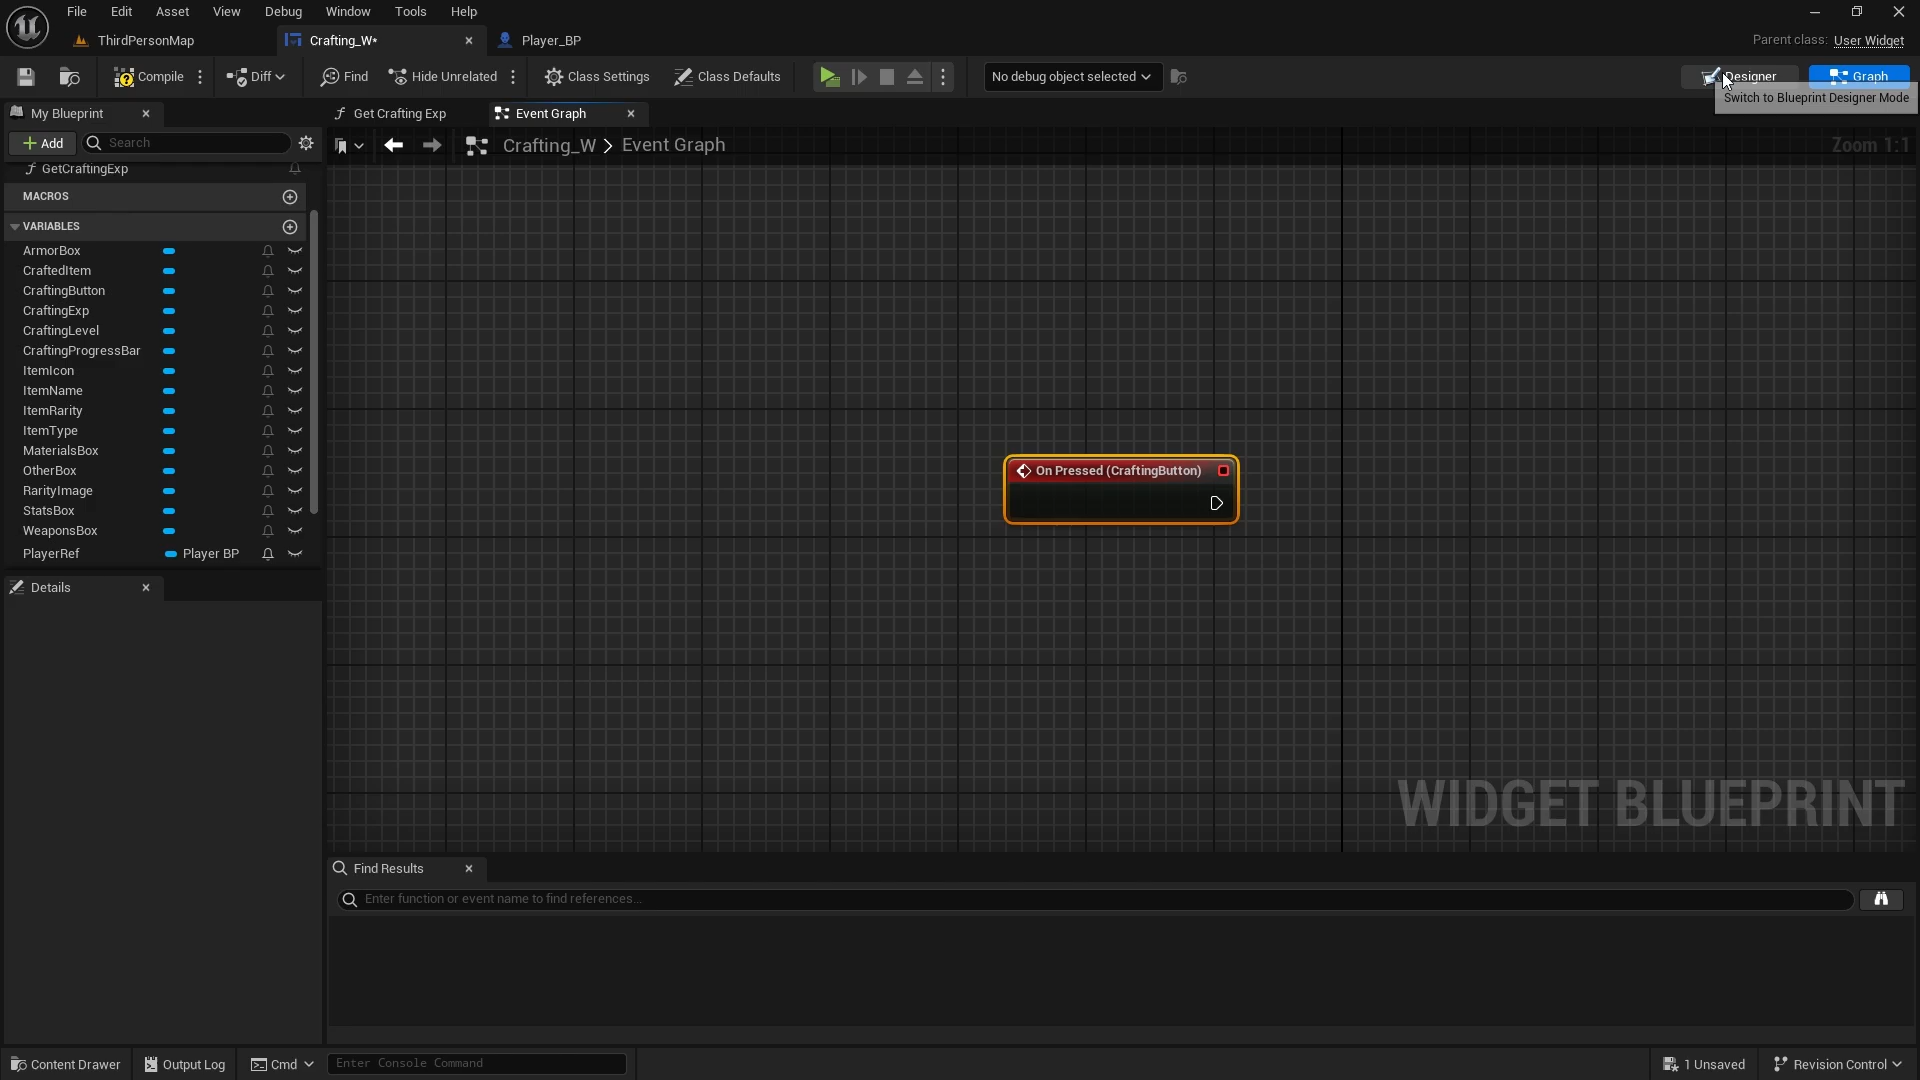 File Edit Asset View Debug Window Tools Help
ThirdPersonMap Crafting_W* Player_BP
Parent class: User Widget
Compile Diff Find Hide Unrelated Class Settings Class Defaults No debug object selected Designer Graph
Switch to Blueprint Designer Mode
My Blueprint Get Crafting Exp Event Graph
Add Search
Crafting_W > Event Graph Zoom 1:1
GetCraftingExp
MACROS
VARIABLES
ArmorBox
CraftedItem
CraftingButton
CraftingExp
CraftingLevel
CraftingProgressBar
ItemIcon
ItemName
ItemRarity
ItemType
MaterialsBox
OtherBox
RarityImage
StatsBox
WeaponsBox
PlayerRef Player BP
On Pressed (CraftingButton)
Details
WIDGET BLUEPRINT
Find Results
Enter function or event name to find references...
Content Drawer Output Log Cmd Enter Console Command 1 Unsaved Revision Control